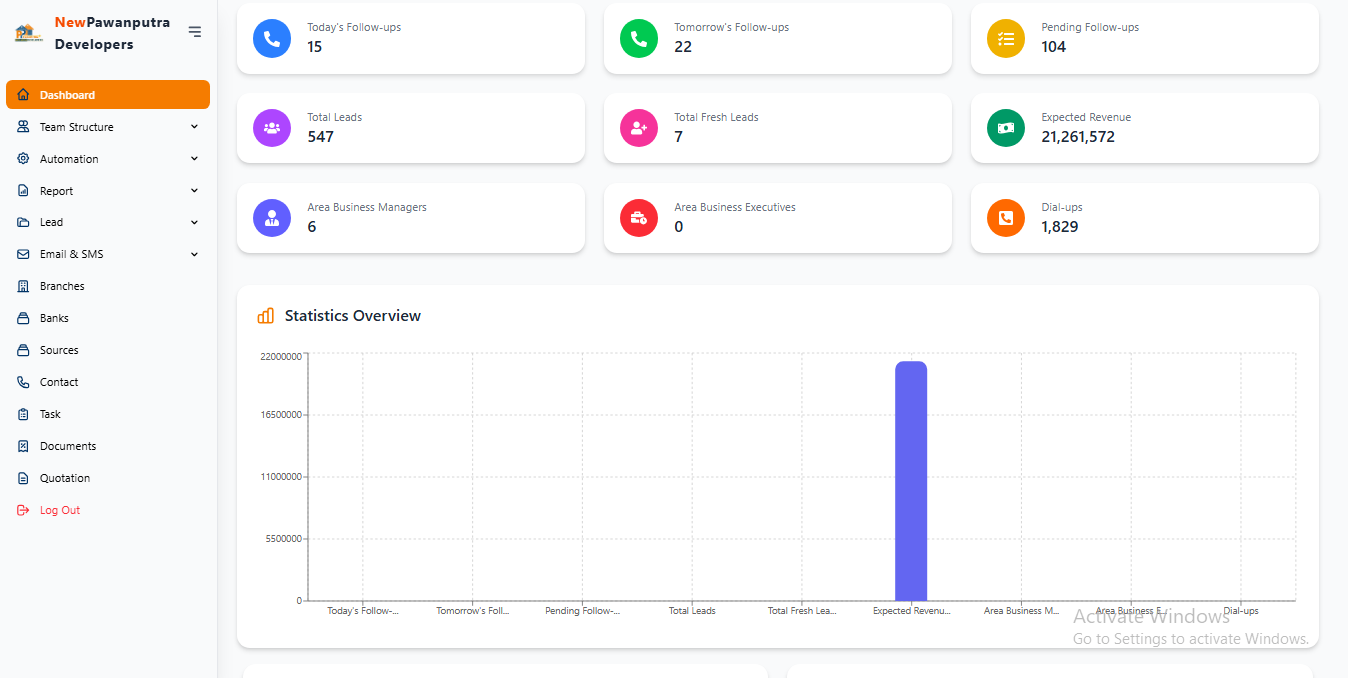 NewPawanputra
Developers
Dashboard
Team Structure
Automation
Report
Lead
Email & SMS
Branches
Banks
Sources
Contact
Task
Documents
Quotation
Log Out
Today's Follow-ups
15
Tomorrow's Follow-ups
22
Pending Follow-ups
104
Total Leads
547
Total Fresh Leads
7
Expected Revenue
21,261,572
Area Business Managers
6
Area Business Executives
0
Dial-ups
1,829
Statistics Overview
22000000
16500000
11000000
5500000
0
Today's Follow-...
Tomorrow's Foll...
Pending Follow-...
Total Leads
Total Fresh Lea...
Expected Revenu...
Area Business M...
Area Business E...
Dial-ups
Activate Windows
Go to Settings to activate Windows.